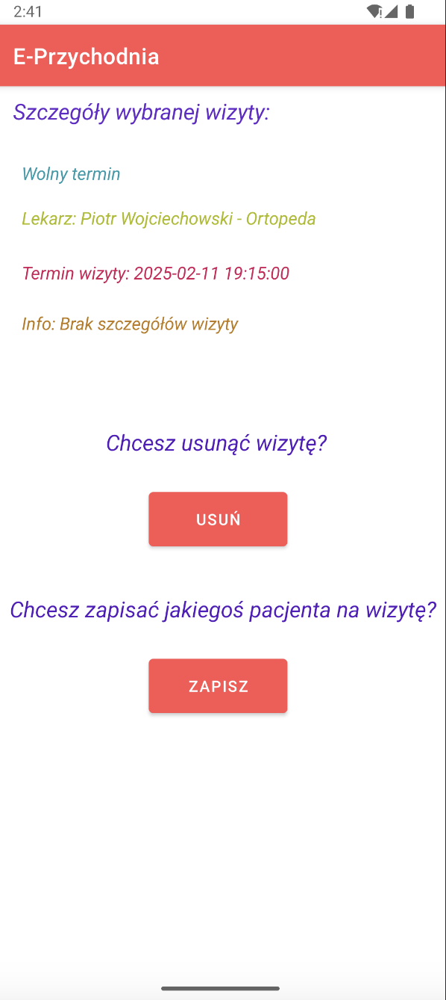 2:41
E-Przychodnia
Szczegóły wybranej wizyty:
Wolny termin
Lekarz: Piotr Wojciechowski - Ortopeda
Termin wizyty: 2025-02-11 19:15:00
Info: Brak szczegółów wizyty
Chcesz usunąć wizytę?
USUŃ
Chcesz zapisać jakiegoś pacjenta na wizytę?
ZAPISZ